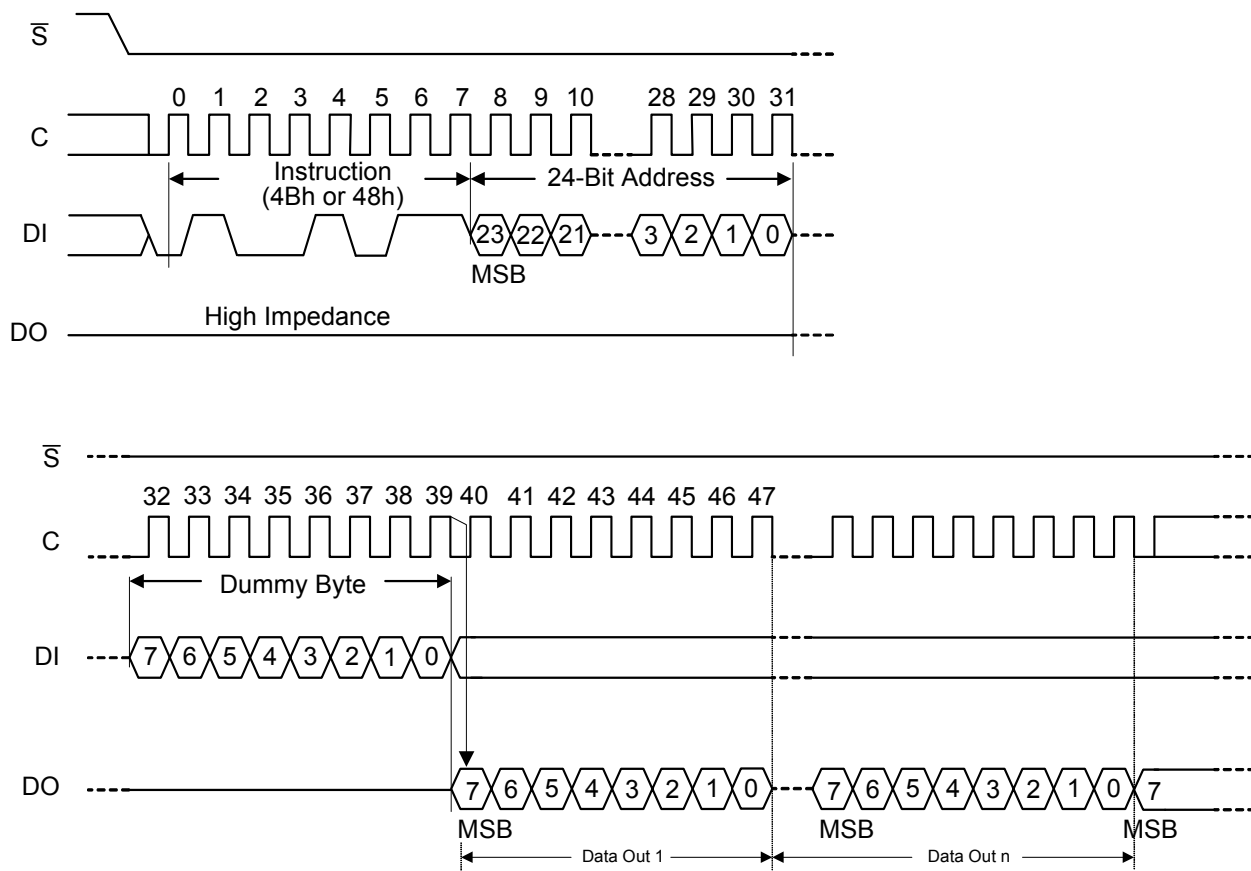 S
0 1 2 3 4 5 6 7 8 9 10 28 29 30 31
C
Instruction
(4Bh or 48h)
24-Bit Address
DI
23 22 21 3 2 1 0
MSB
High Impedance
DO
S
32 33 34 35 36 37 38 39 40 41 42 43 44 45 46 47
C
Dummy Byte
DI
7 6 5 4 3 2 1 0
DO
7 6 5 4 3 2 1 0 7 6 5 4 3 2 1 0 7
MSB MSB MSB
Data Out 1 Data Out n